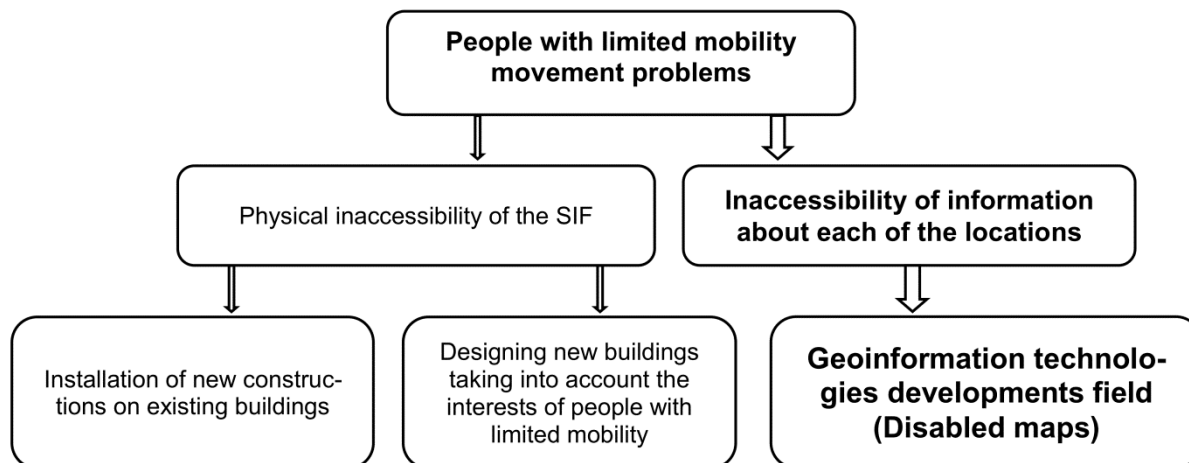 People with limited mobility
movement problems
Physical inaccessibility of the SIF
Inaccessibility of information
about each of the locations
Installation of new construc-
tions on existing buildings
Designing new buildings
taking into account the
interests of people with
limited mobility
Geoinformation technolo-
gies developments field
(Disabled maps)